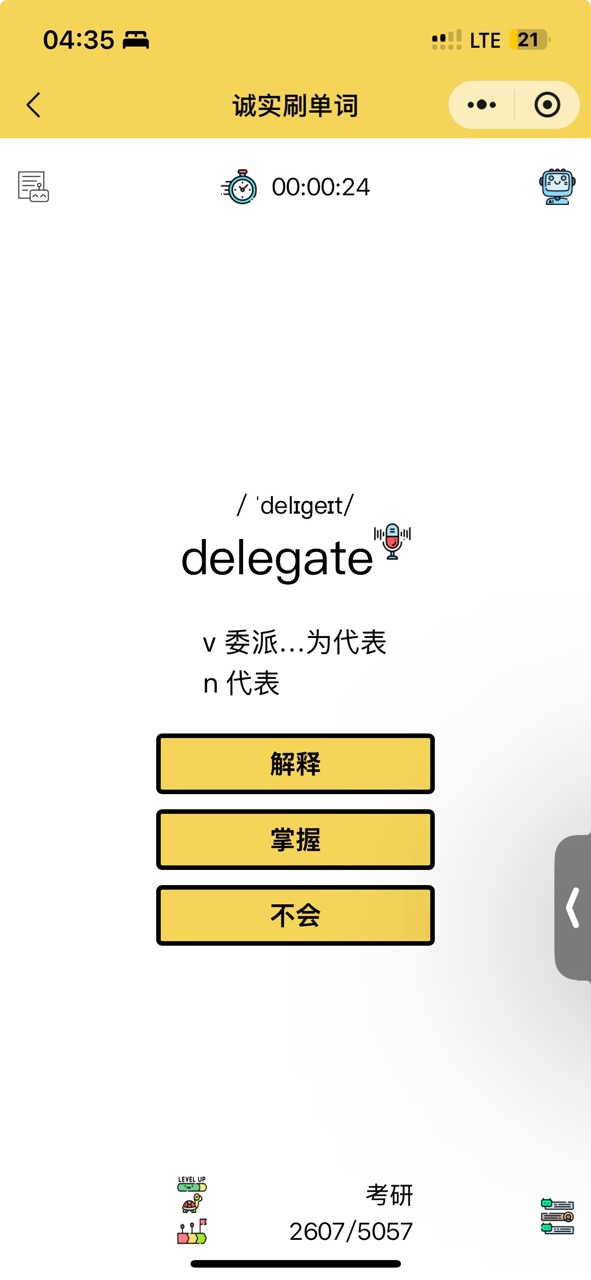 04:35
LTE 21
诚实刷单词
00:00:24
/ ˈdelɪgeɪt/
delegate
v 委派...为代表
n 代表
解释
掌握
不会
LEVEL UP
考研
2607/5057